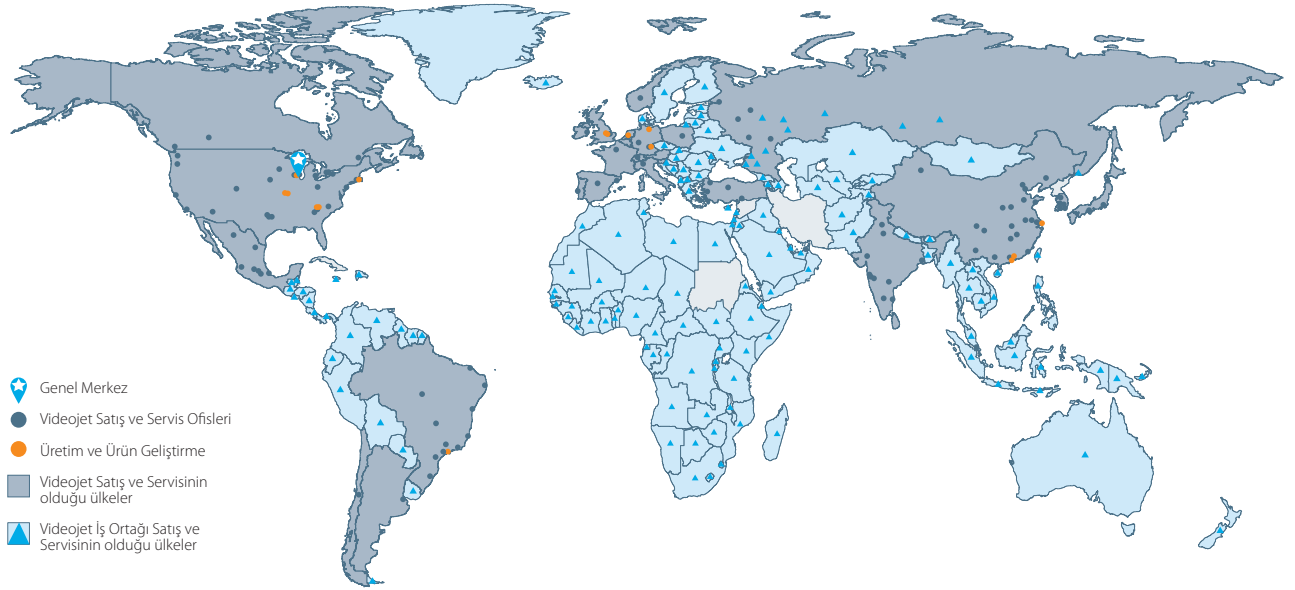 Genel Merkez
Videojet Satış ve Servis Ofisleri
Üretim ve Ürün Geliştirme
Videojet Satış ve Servisinin
olduğu ülkeler
Videojet İş Ortağı Satış ve
Servisinin olduğu ülkeler